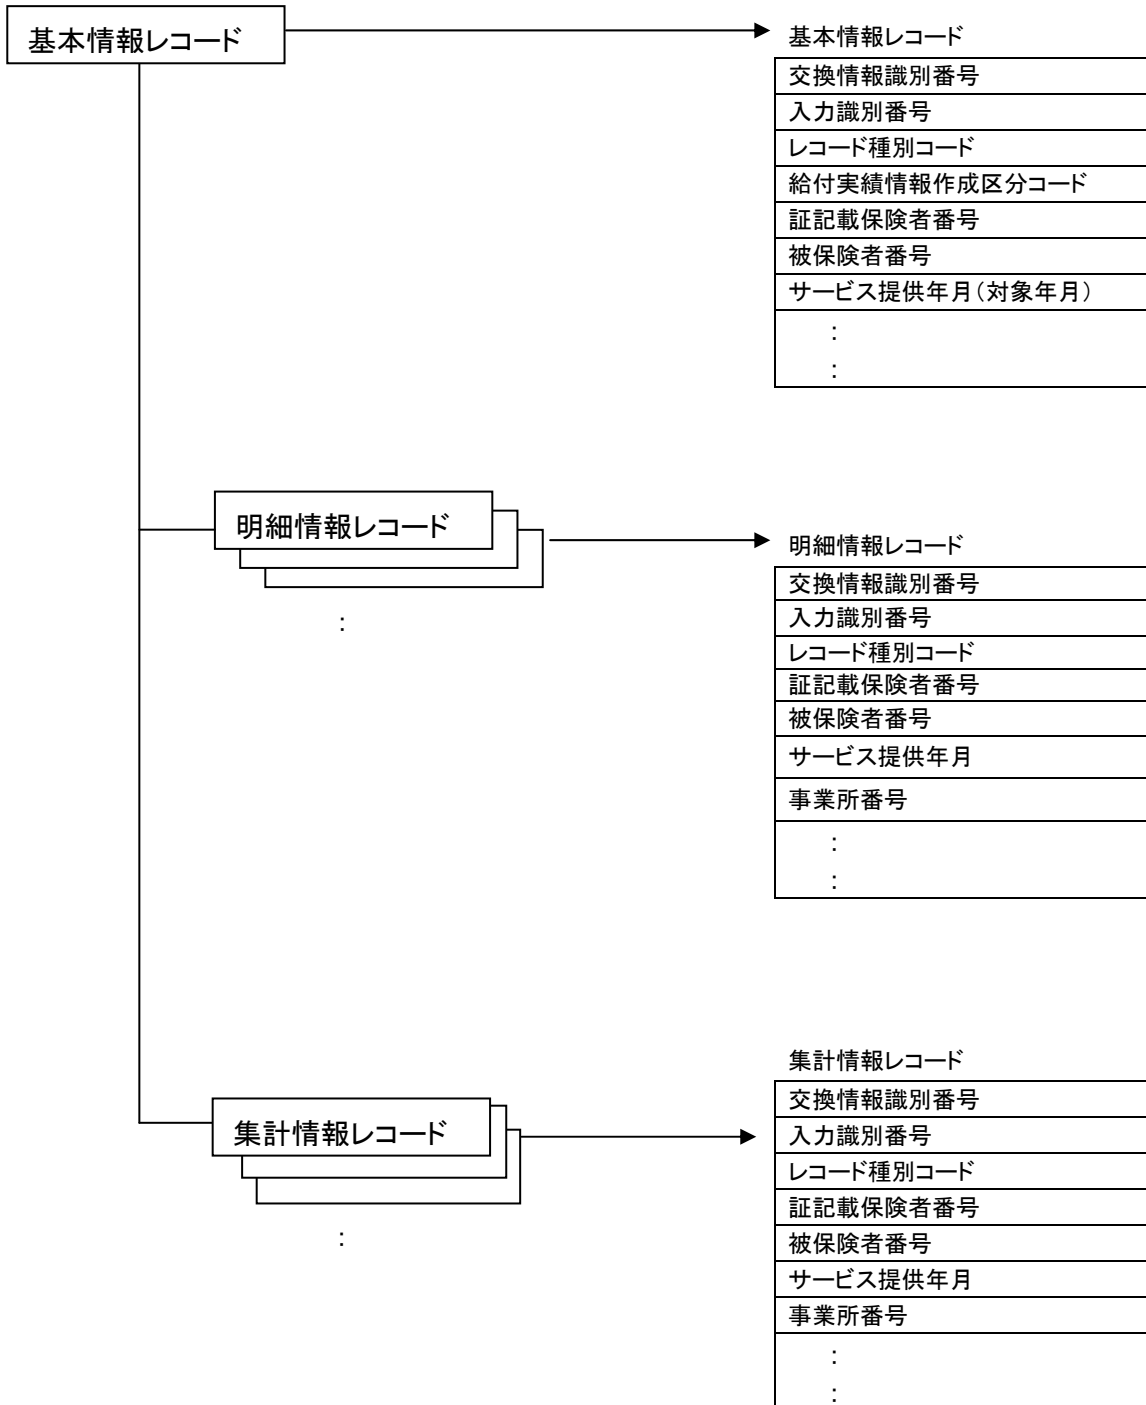 基本情報レコード
基本情報レコード
交換情報識別番号
入力識別番号
レコード種別コード
給付実績情報作成区分コード
証記載保険者番号
被保険者番号
サービス提供年月(対象年月)
:
:
明細情報レコード
:
明細情報レコード
交換情報識別番号
入力識別番号
レコード種別コード
証記載保険者番号
被保険者番号
サービス提供年月
事業所番号
:
:
集計情報レコード
:
集計情報レコード
交換情報識別番号
入力識別番号
レコード種別コード
証記載保険者番号
被保険者番号
サービス提供年月
事業所番号
:
: